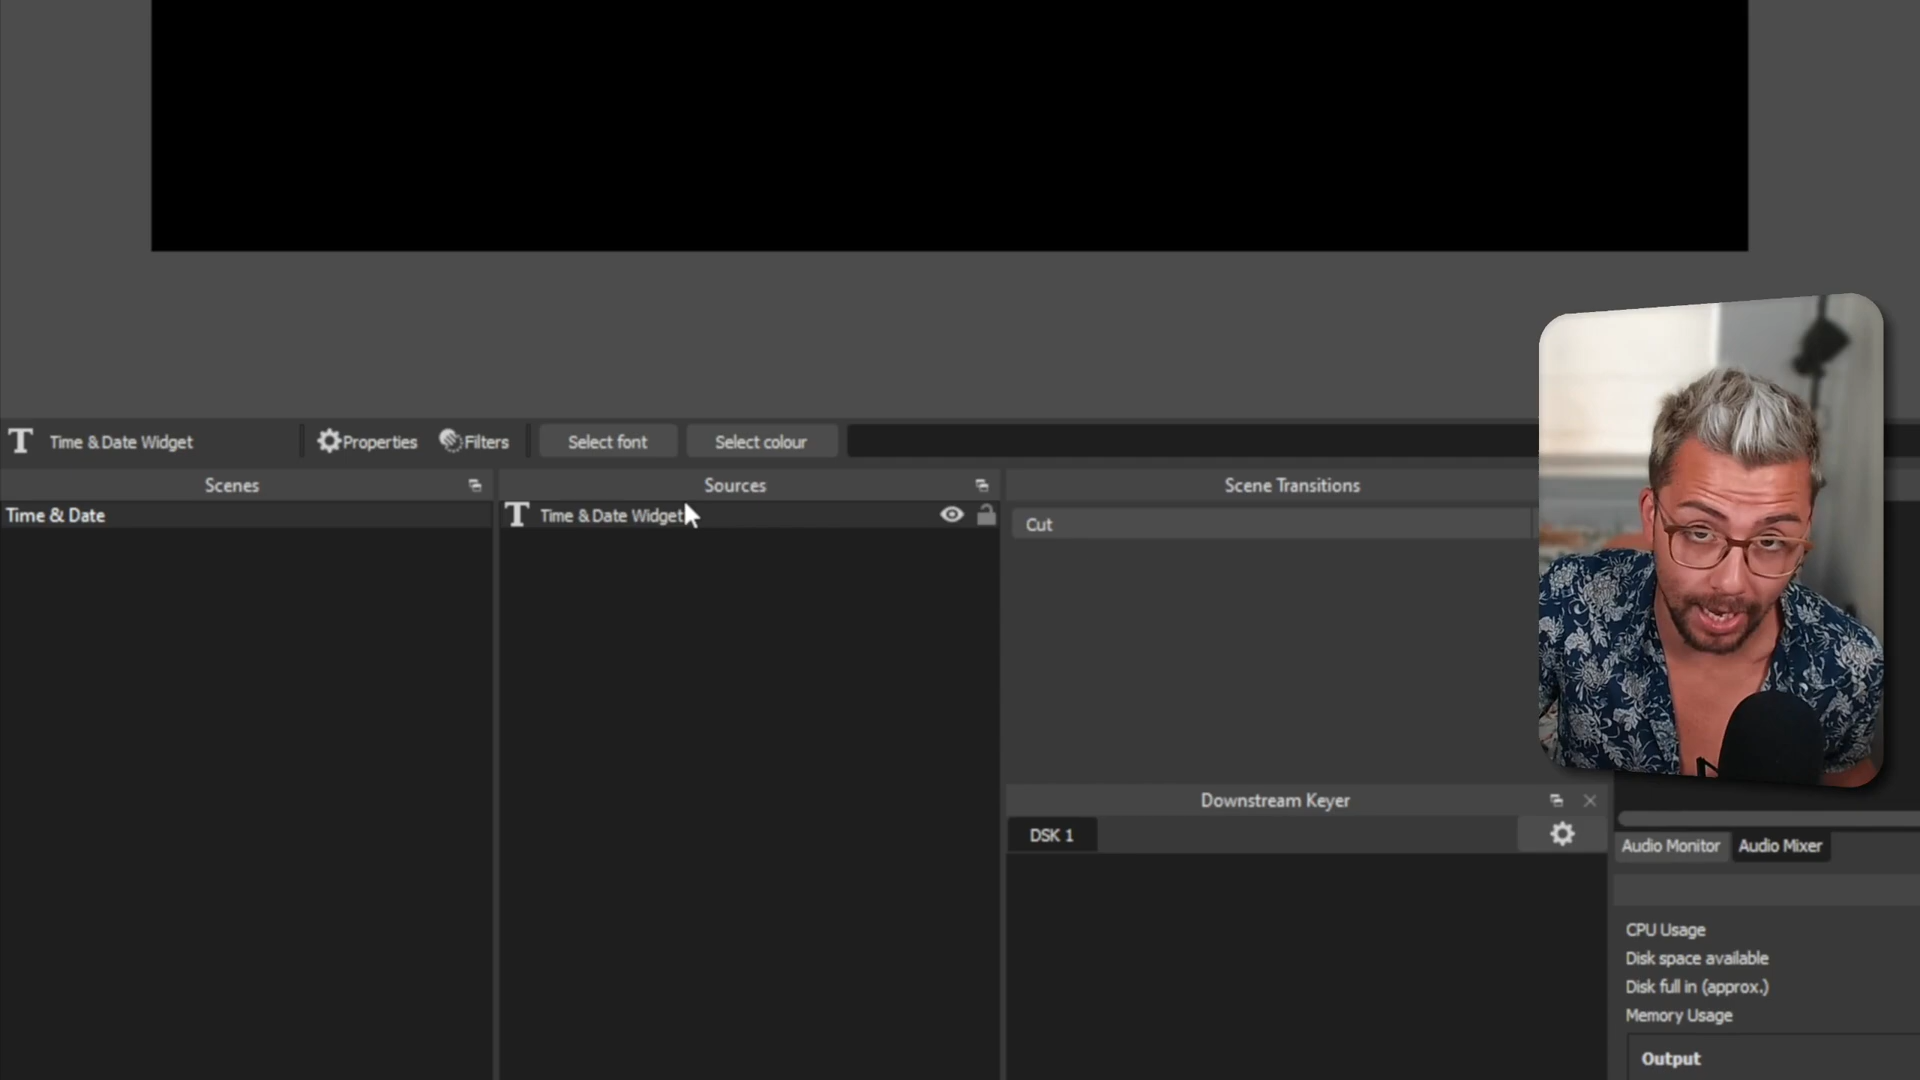 T Time & Date Widget Properties Filters Select font Select colour
Scenes Sources Scene Transitions
Time & Date T Time & Date Widget
Cut
Downstream Keyer
DSK 1
Audio Monitor Audio Mixer
CPU Usage
Disk space available
Disk full in (approx.)
Memory Usage
Output